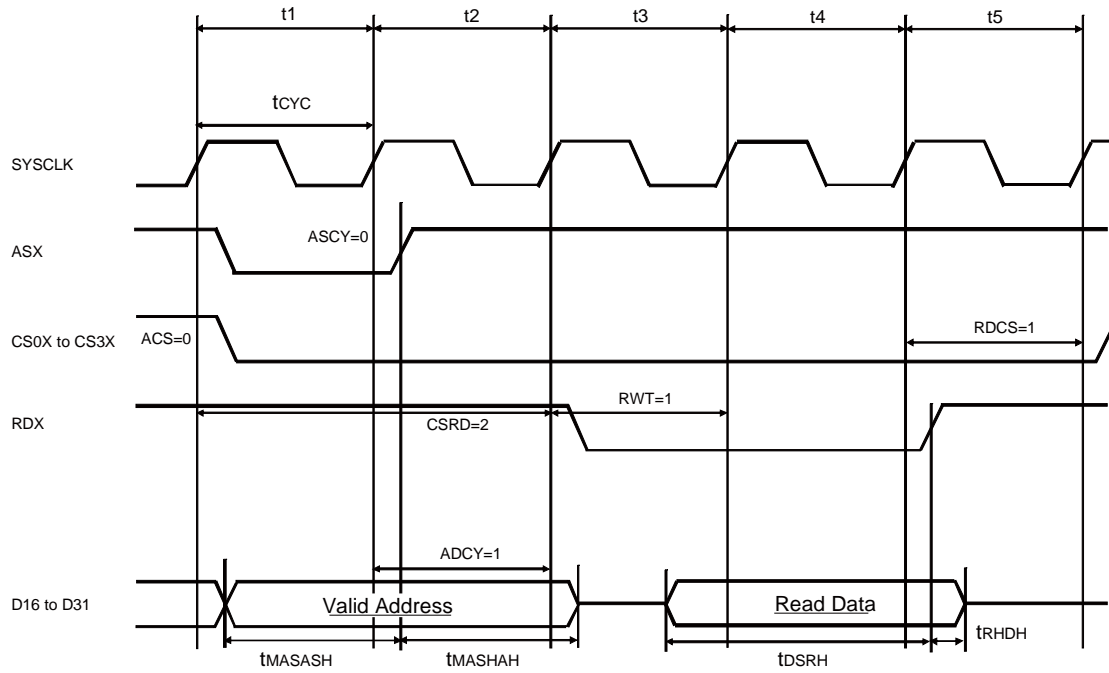 t1 t2 t3 t4 t5
tCYC
SYSCLK
ASCY=0
ASX
CS0X to CS3X ACS=0 RDCS=1
RWT=1
RDX CSRD=2
ADCY=1
D16 to D31 Valid Address Read Data
tRHDH
tMASASH tMASHAH tDSRH